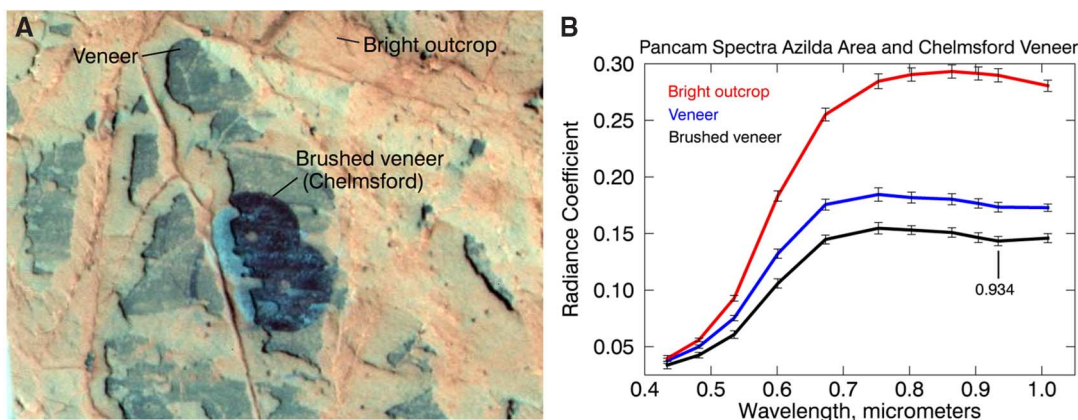 A
Veneer
Bright outcrop
Brushed veneer
(Chelmsford)
B
Pancam Spectra Azilda Area and Chelmsford Veneer
Radiance Coefficient
0.30
0.25
0.20
0.15
0.10
0.05
Bright outcrop
Veneer
Brushed veneer
0.934
0.4 0.5 0.6 0.7 0.8 0.9 1.0
Wavelength, micrometers